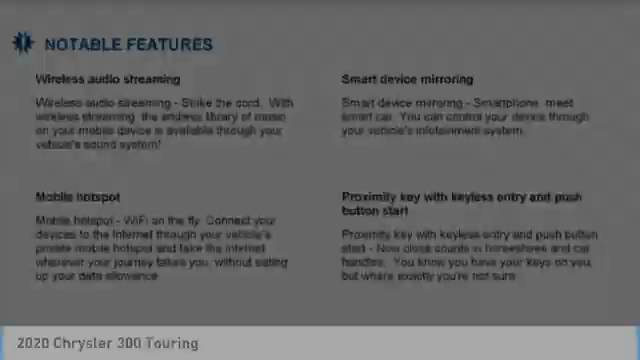 NOTABLE FEATURES
Wireless audio streaming
Wireless audio streaming - Strike the cord. With
wireless streaming, the endless library of music
on your mobile device is available through your
vehicle's sound system!
Smart device mirroring
Smart device mirroring - Smartphone, meet
smart car. You can control your device through
your vehicle's infotainment system.
Mobile hotspot
Mobile hotspot - WiFi on the fly. Connect your
devices to the Internet through your vehicle's
private mobile hotspot and take the internet
wherever your journey takes you, without eating
up your data allowance.
Proximity key with keyless entry and push
button start
Proximity key with keyless entry and push button
start - Now close counts in horseshoes and car
handles. You know you have your keys on you,
but where exactly you're not sure.
2020 Chrysler 300 Touring